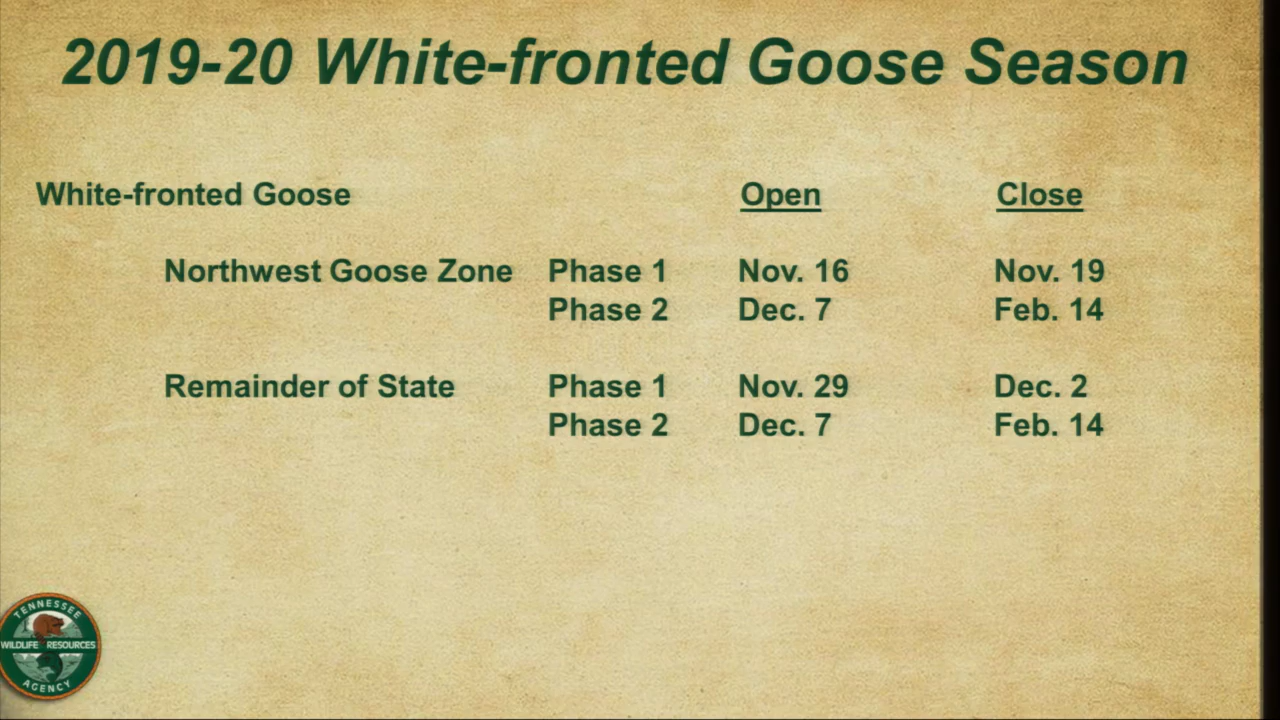 2019-20 White-fronted Goose Season
White-fronted Goose Open Close
Northwest Goose Zone Phase 1 Nov. 16 Nov. 19
Phase 2 Dec. 7 Feb. 14
Remainder of State Phase 1 Nov. 29 Dec. 2
Phase 2 Dec. 7 Feb. 14
TENNESSEE
WILDLIFE RESOURCES
AGENCY